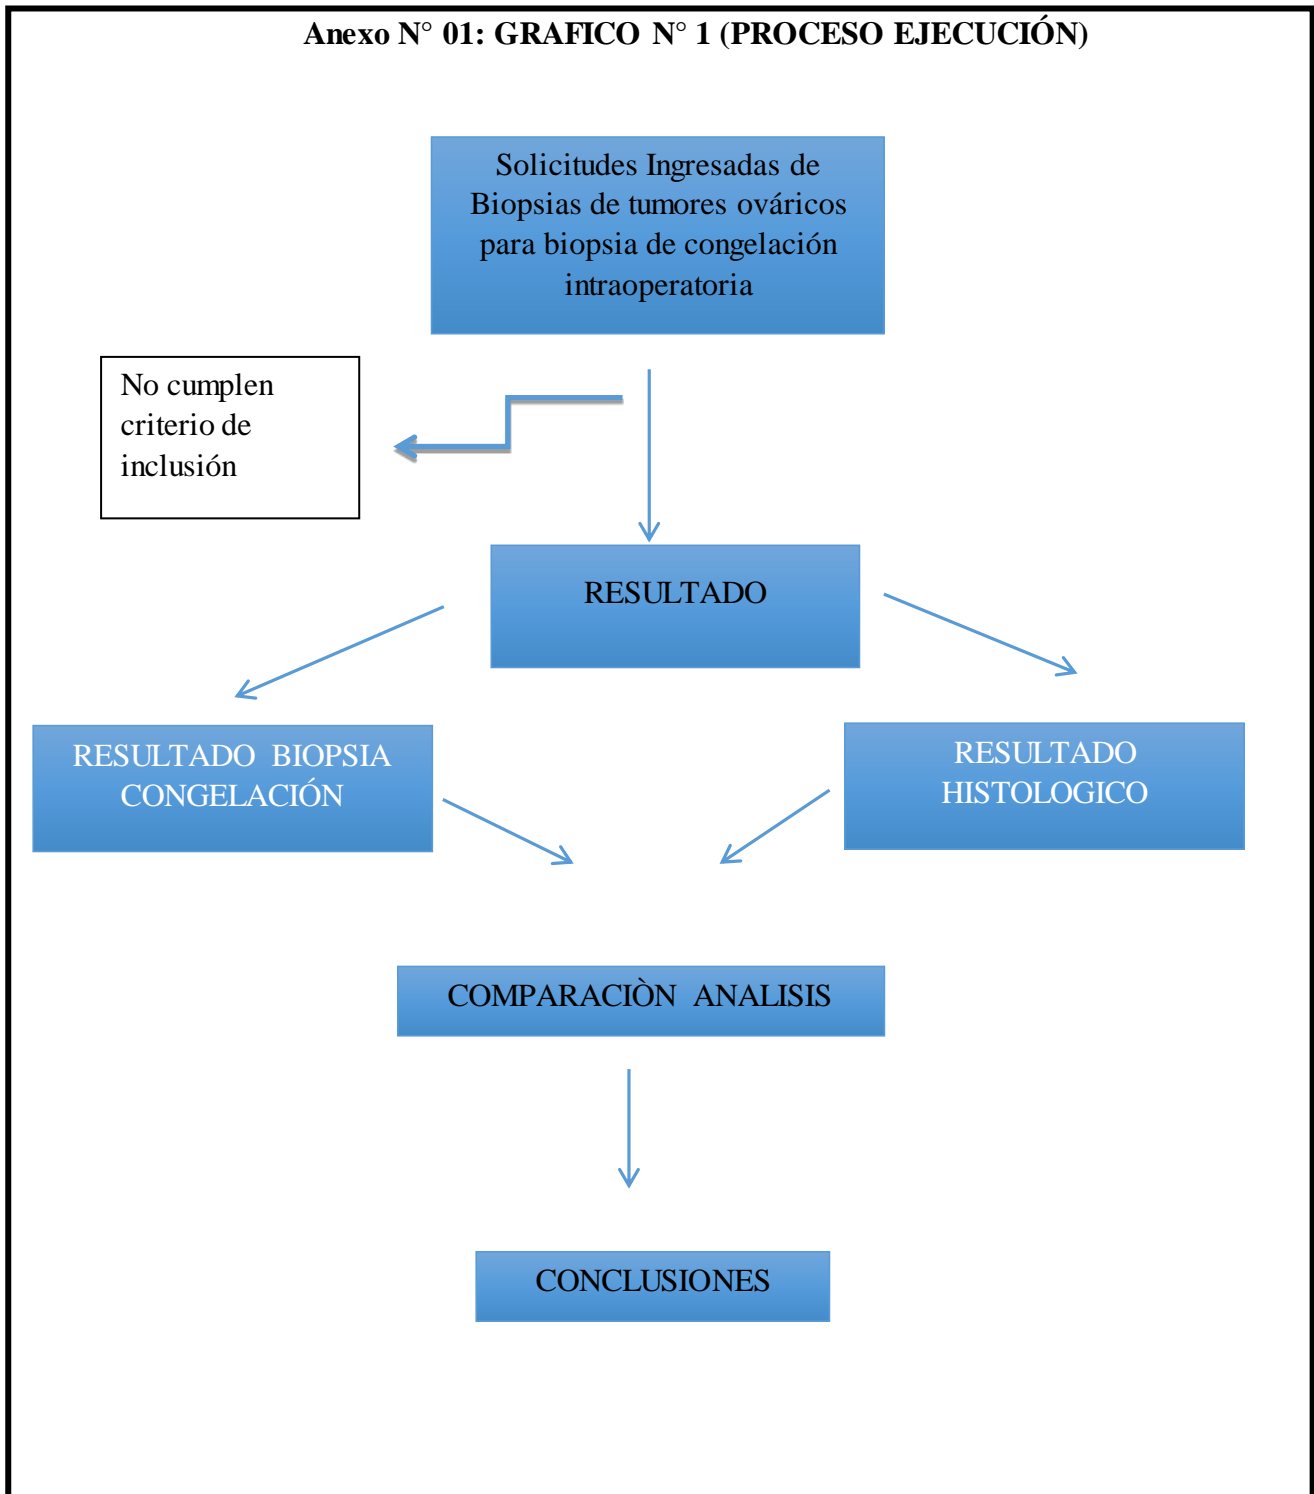 Anexo N° 01: GRAFICO N° 1 (PROCESO EJECUCIÓN)
Solicitudes Ingresadas de
Biopsias de tumores ováricos
para biopsia de congelación
intraoperatoria
No cumplen
criterio de
inclusión
RESULTADO
RESULTADO BIOPSIA
CONGELACIÓN
RESULTADO
HISTOLOGICO
COMPARACIÒN ANALISIS
CONCLUSIONES